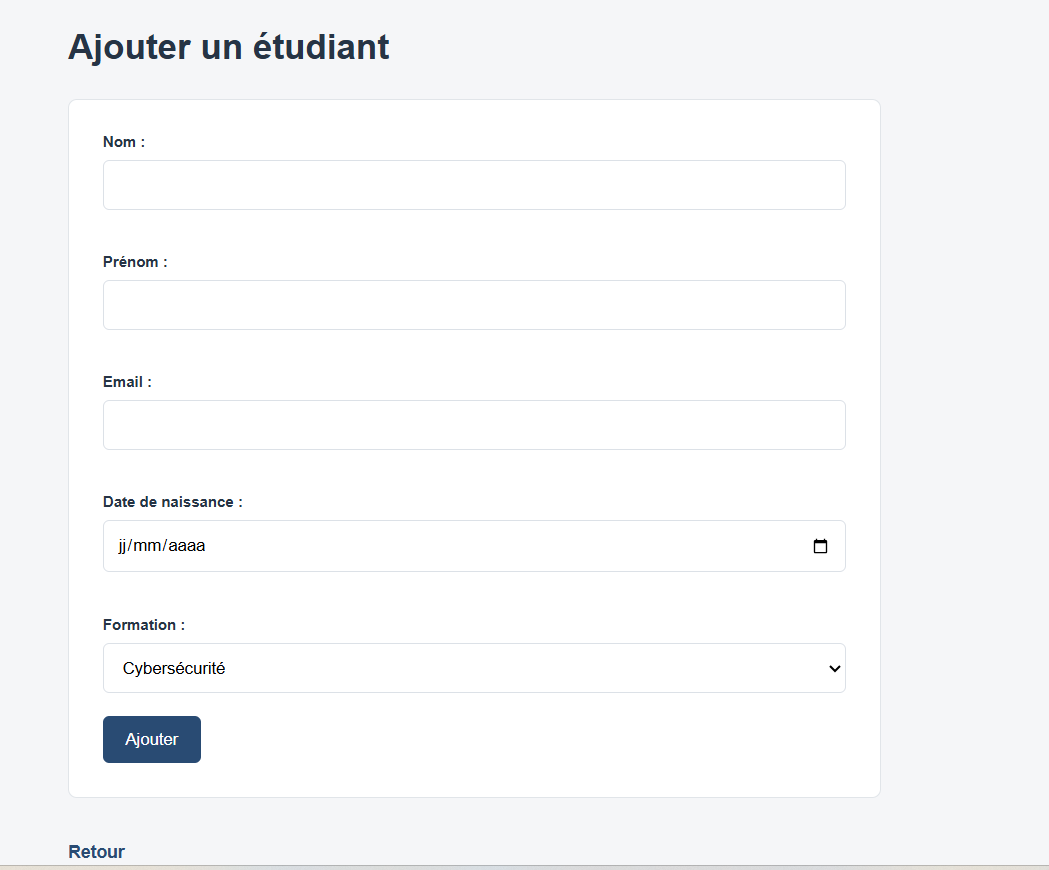 Ajouter un étudiant
Nom :
Prénom :
Email :
Date de naissance :
jj/mm/aaaa
Formation :
Cybersécurité
Ajouter
Retour